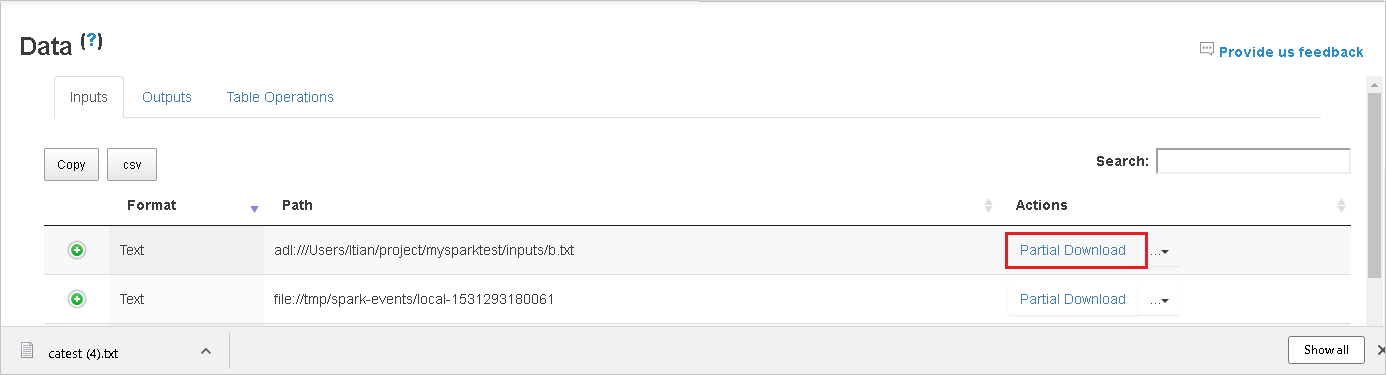 Data (?)
Provide us feedback
Inputs Outputs Table Operations
Copy csv Search:
Format Path Actions
Text adl:///Users/ltian/project/mysparktest/inputs/b.txt Partial Download ...
Text file://tmp/spark-events/local-1531293180061 Partial Download ...
catest (4).txt Show all